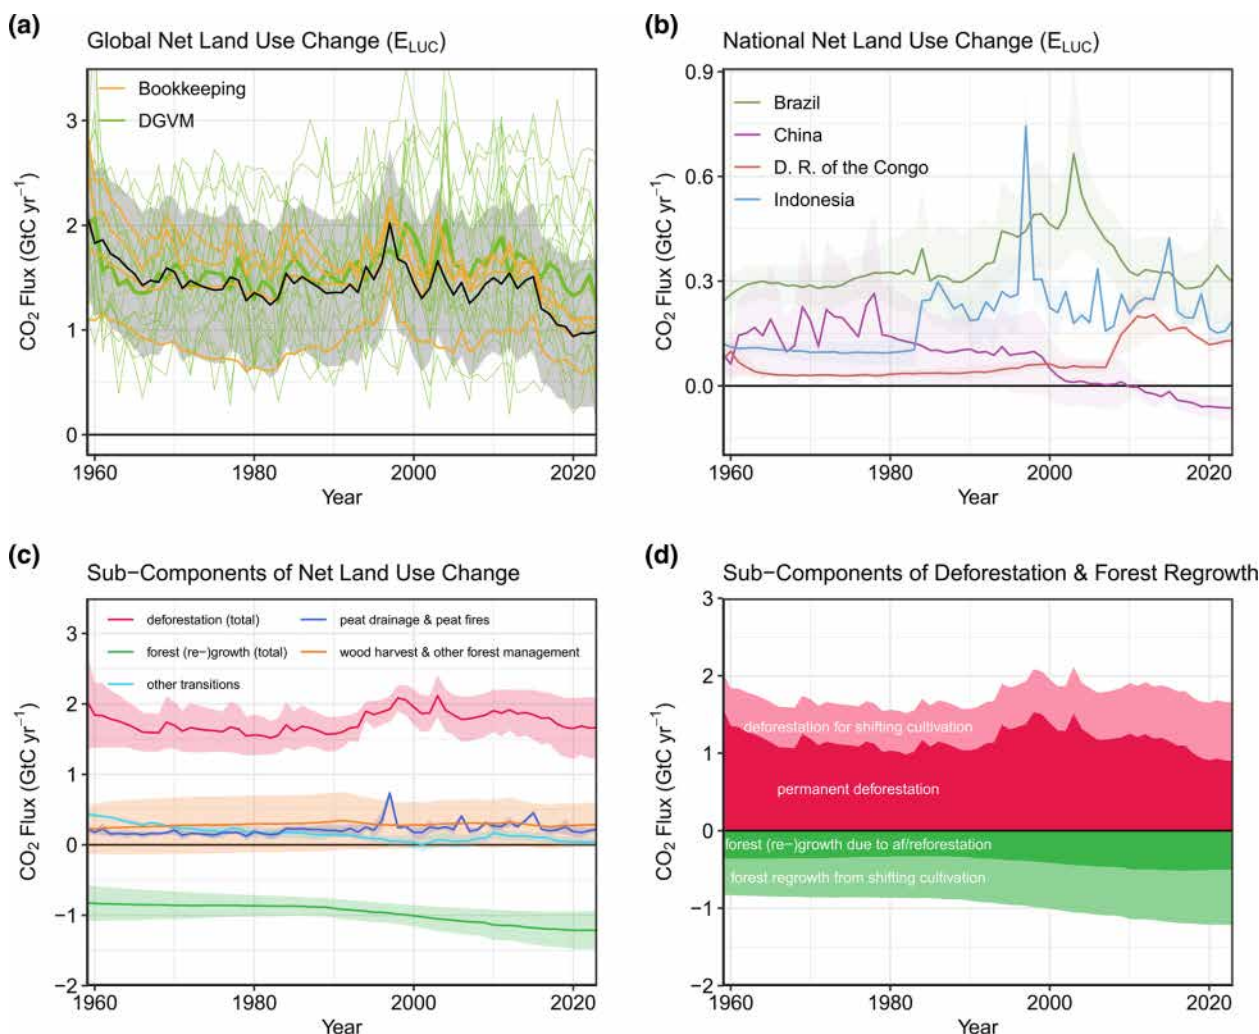 (a)
Global Net Land Use Change (E_LUC)
Bookkeeping
DGVM
CO₂ Flux (GtC yr⁻¹)
3
2
1
0
1960 1980 2000 2020
Year
(b)
National Net Land Use Change (E_LUC)
Brazil
China
D. R. of the Congo
Indonesia
CO₂ Flux (GtC yr⁻¹)
0.9
0.6
0.3
0.0
1960 1980 2000 2020
Year
(c)
Sub−Components of Net Land Use Change
deforestation (total) peat drainage & peat fires
forest (re−)growth (total) wood harvest & other forest management
other transitions
CO₂ Flux (GtC yr⁻¹)
3
2
1
0
−1
−2
1960 1980 2000 2020
Year
(d)
Sub−Components of Deforestation & Forest Regrowth
CO₂ Flux (GtC yr⁻¹)
3
2
1
0
−1
−2
deforestation for shifting cultivation
permanent deforestation
forest (re−)growth due to af/reforestation
forest regrowth from shifting cultivation
1960 1980 2000 2020
Year